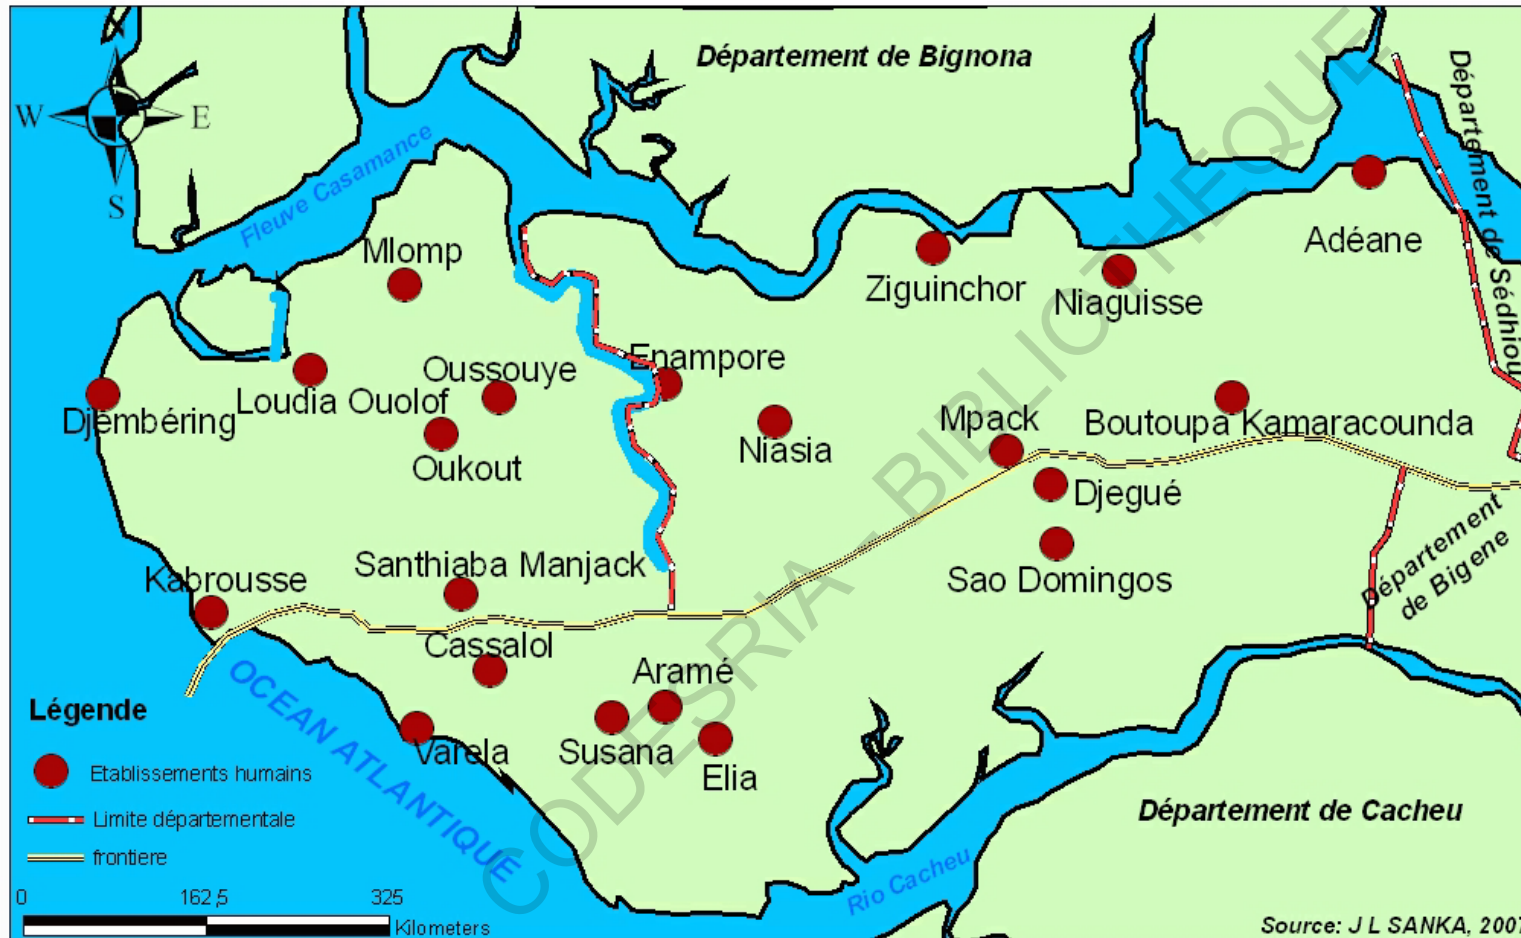 Département de Bignona
Département de Sédhiou
W
E
S
Fleuve Casamance
Mlomp
Adéane
Ziguinchor
Niaguisse
Enampore
Oussouye
Loudia Ouolof
Djembéring
Oukout
Niasia
Mpack
Boutoupa Kamaracounda
Djegué
Sao Domingos
Département
de Bigene
Santhiaba Manjack
Kabrousse
Cassalol
Aramé
Varela
Susana
Elia
OCEAN ATLANTIQUE
Légende
Etablissements humains
Limite départementale
frontiere
0 162,5 325
Kilometers
Département de Cacheu
Rio Cacheu
Source: J L SANKA, 2007
CODESRIA - BIBLIOTHEQUE